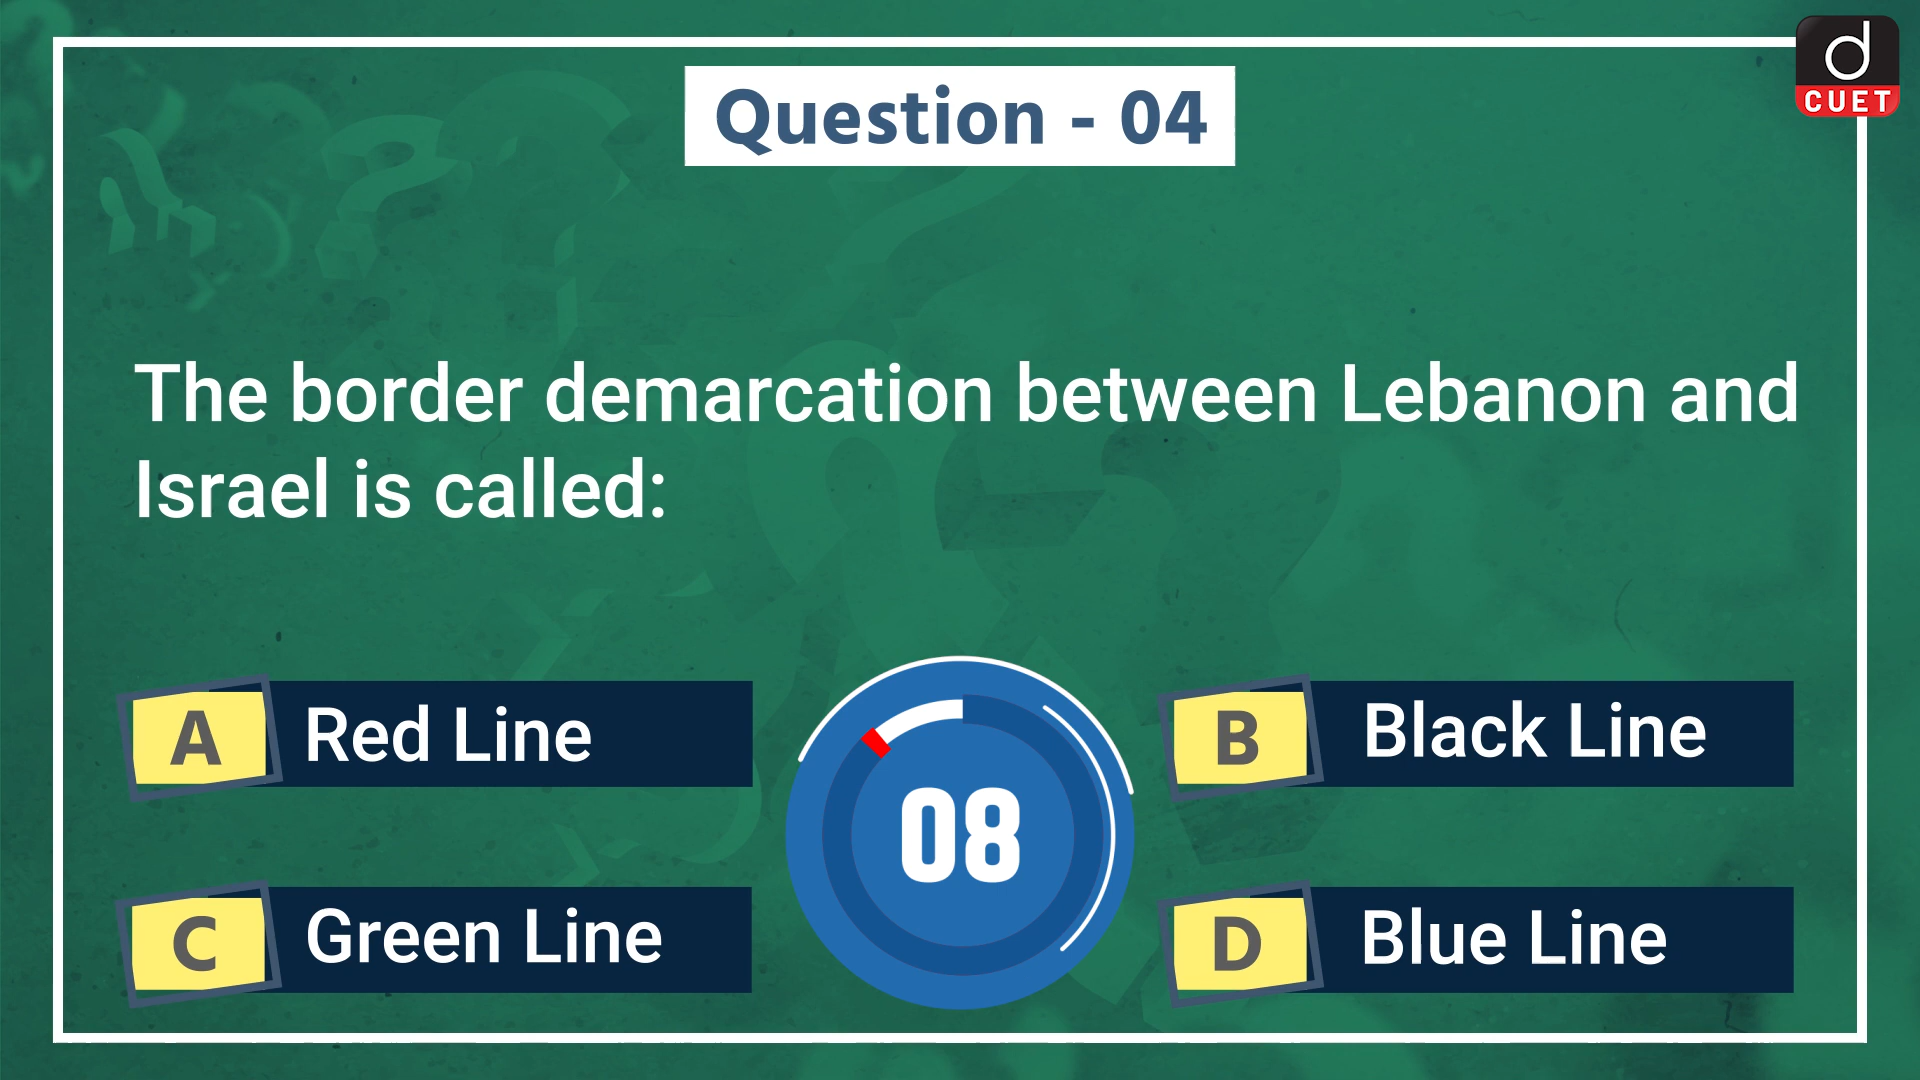 d
CUET
Question - 04
The border demarcation between Lebanon and
Israel is called:
A Red Line
B Black Line
08
C Green Line
D Blue Line